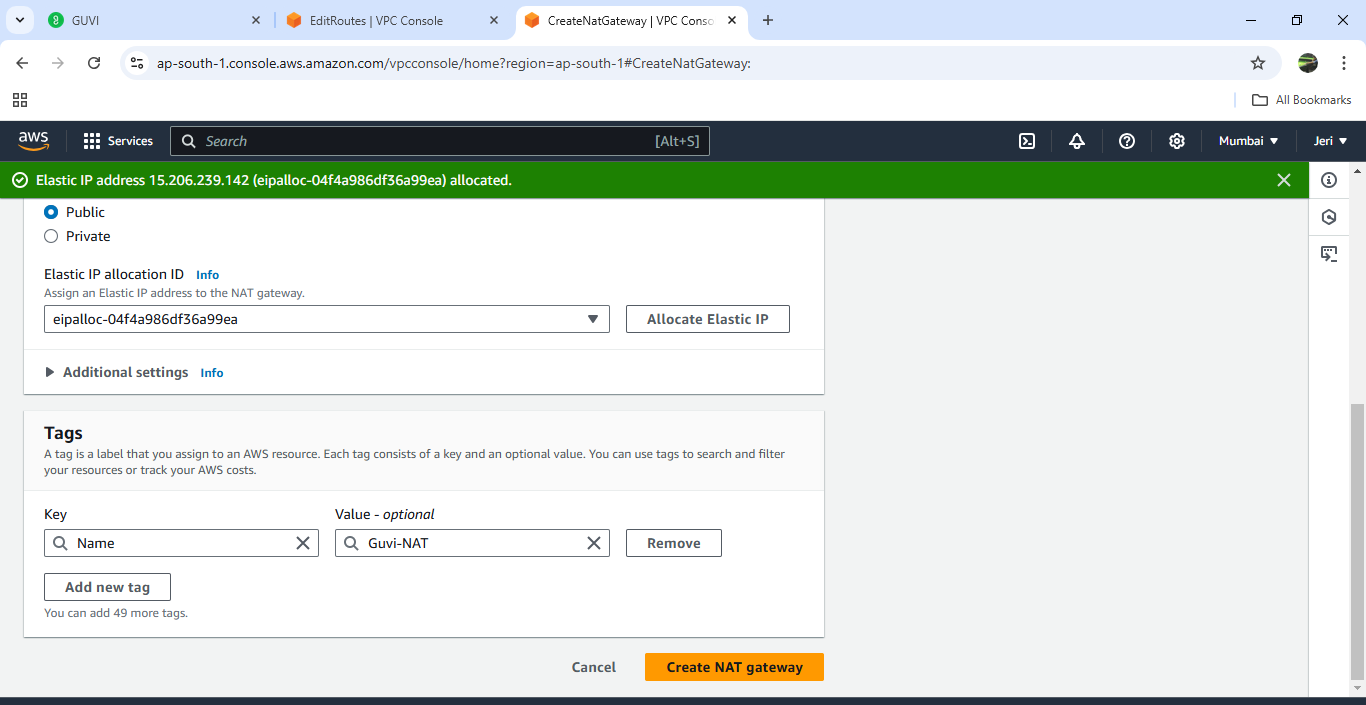 GUVI
EditRoutes | VPC Console
CreateNatGateway | VPC Conso
ap-south-1.console.aws.amazon.com/vpcconsole/home?region=ap-south-1#CreateNatGateway:
All Bookmarks
aws
Services
Search
[Alt+S]
Mumbai
Jeri
Elastic IP address 15.206.239.142 (eipalloc-04f4a986df36a99ea) allocated.
Public
Private
Elastic IP allocation ID Info
Assign an Elastic IP address to the NAT gateway.
eipalloc-04f4a986df36a99ea
Allocate Elastic IP
Additional settings Info
Tags
A tag is a label that you assign to an AWS resource. Each tag consists of a key and an optional value. You can use tags to search and filter
your resources or track your AWS costs.
Key
Value - optional
Name
Guvi-NAT
Remove
Add new tag
You can add 49 more tags.
Cancel
Create NAT gateway